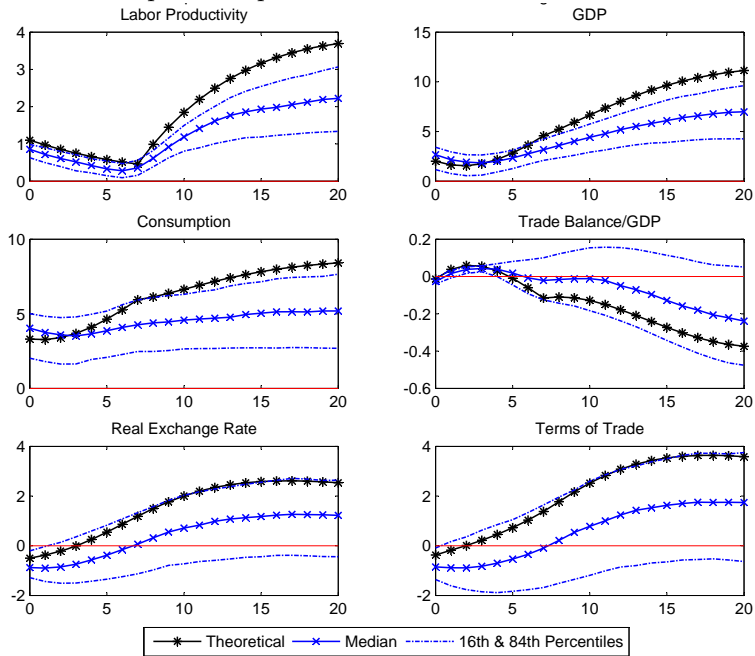 Labor Productivity
GDP
4
3
2
1
0
0 5 10 15 20
15
10
5
0
0 5 10 15 20
Consumption
Trade Balance/GDP
10
5
0
0 5 10 15 20
0.2
0
-0.2
-0.4
-0.6
0 5 10 15 20
Real Exchange Rate
Terms of Trade
4
2
0
-2
0 5 10 15 20
4
2
0
-2
0 5 10 15 20
Theoretical Median 16th & 84th Percentiles